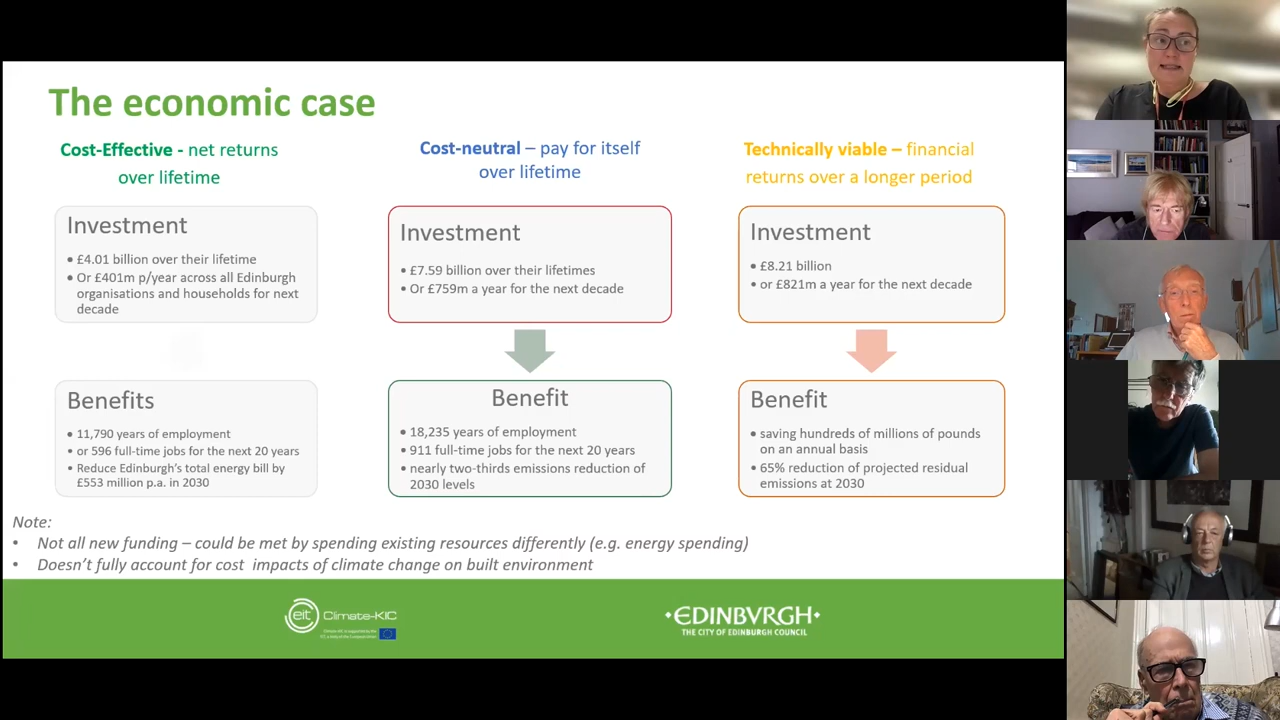 The economic case
Cost-Effective - net returns
over lifetime
Investment
• £4.01 billion over their lifetime
• Or £401m p/year across all Edinburgh
organisations and households for next
decade
Benefits
• 11,790 years of employment
• or 596 full-time jobs for the next 20 years
• Reduce Edinburgh's total energy bill by
£553 million p.a. in 2030
Cost-neutral – pay for itself
over lifetime
Investment
• £7.59 billion over their lifetimes
• Or £759m a year for the next decade
Benefit
• 18,235 years of employment
• 911 full-time jobs for the next 20 years
• nearly two-thirds emissions reduction of
2030 levels
Technically viable – financial
returns over a longer period
Investment
• £8.21 billion
• or £821m a year for the next decade
Benefit
• saving hundreds of millions of pounds
on an annual basis
• 65% reduction of projected residual
emissions at 2030
Note:
• Not all new funding – could be met by spending existing resources differently (e.g. energy spending)
• Doesn't fully account for cost impacts of climate change on built environment
eit Climate-KIC
•EDINBVRGH•
THE CITY OF EDINBURGH COUNCIL